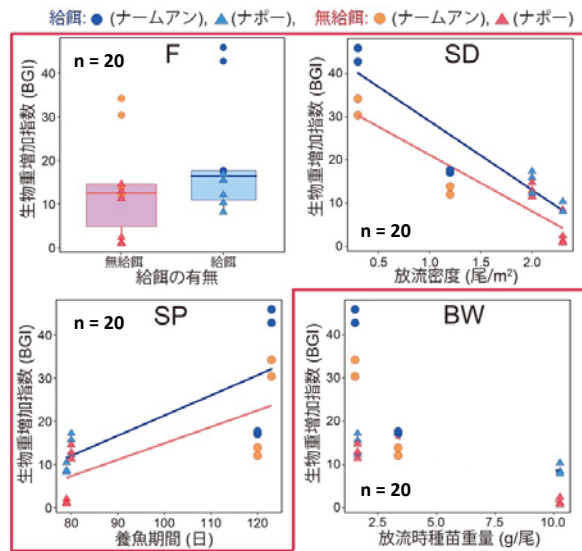 給餌: ●(ナームアン), ▲(ナポー) 無給餌: ●(ナームアン), ▲(ナポー)
F
n = 20
生物重増加指数 (BGI)
40
30
20
10
0
無給餌 給餌
給餌の有無
SD
n = 20
生物重増加指数 (BGI)
40
30
20
10
0
0.5 1.0 1.5 2.0
放流密度 (尾/m²)
SP
n = 20
生物重増加指数 (BGI)
40
30
20
10
0
80 90 100 110 120
養魚期間 (日)
BW
n = 20
生物重増加指数 (BGI)
40
30
20
10
0
2.5 5.0 7.5 10.0
放流時種苗重量 (g/尾)